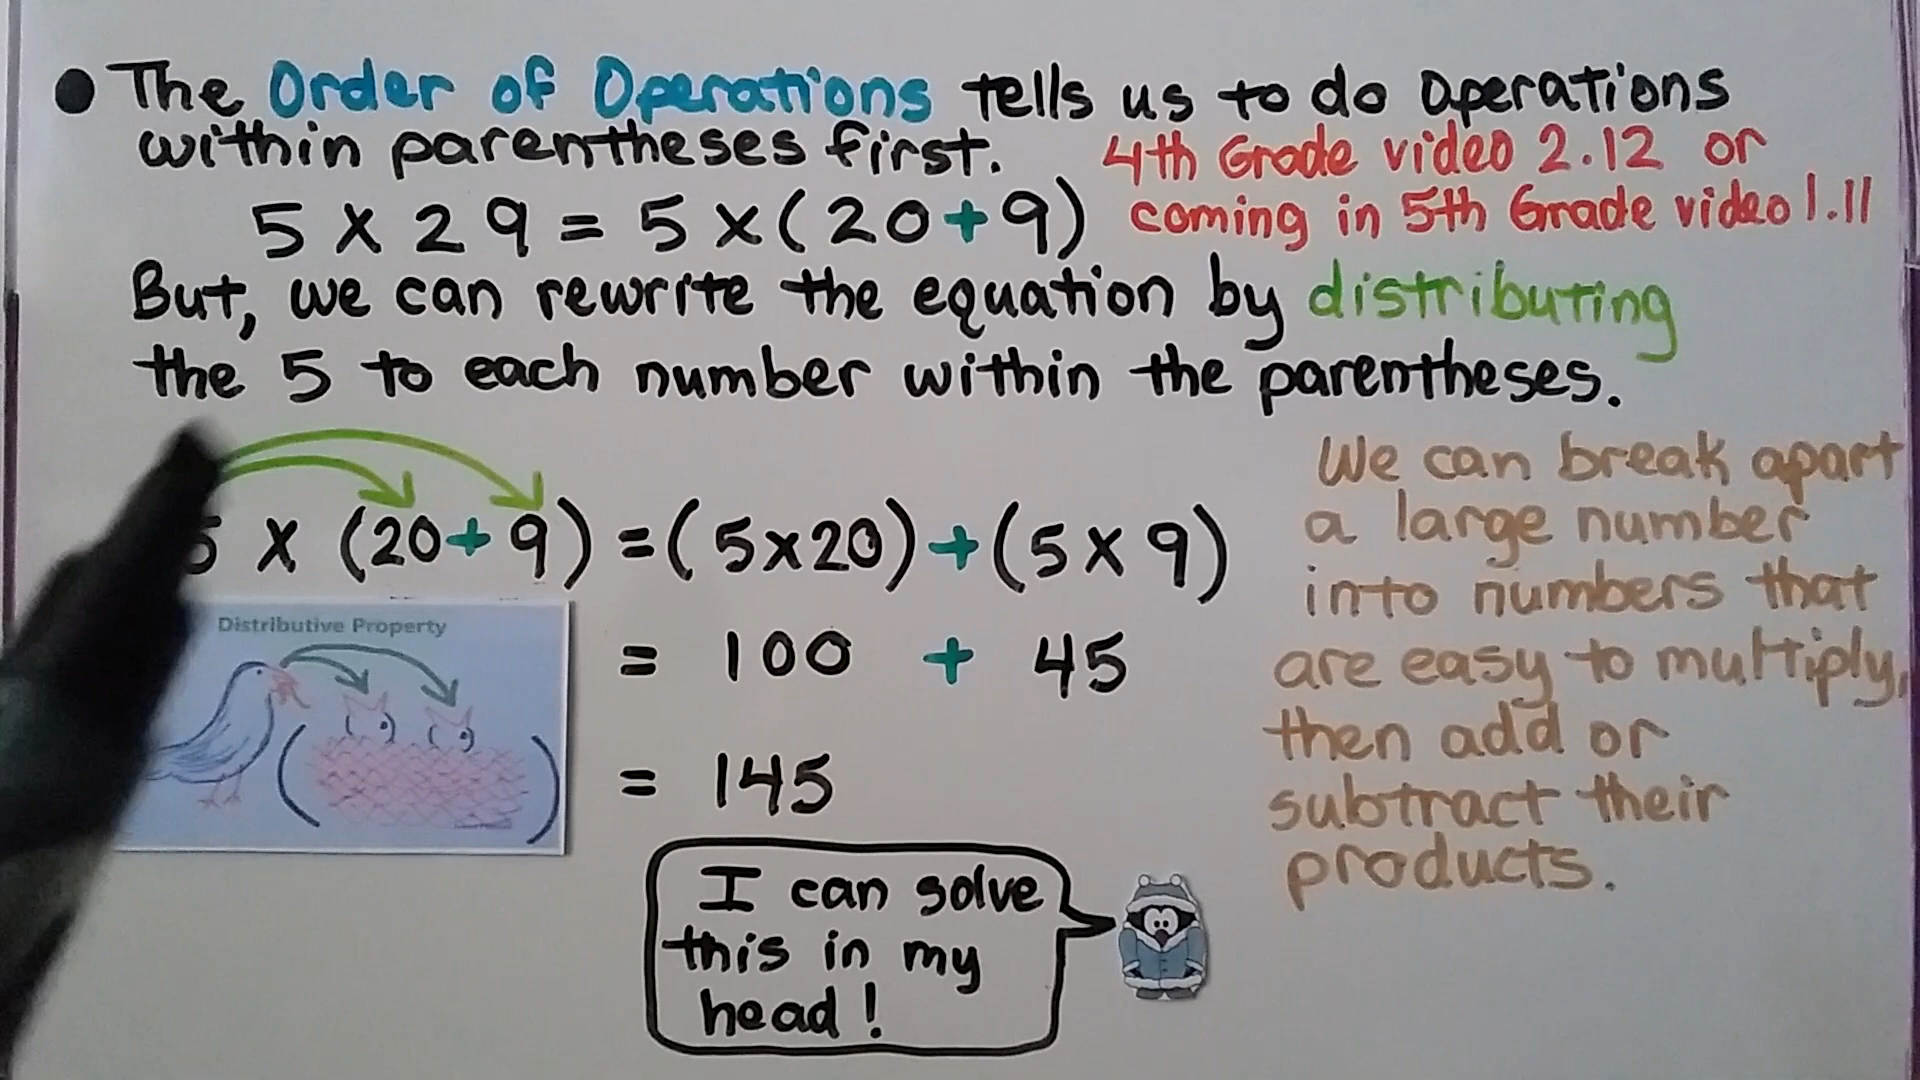 • The Order of Operations tells us to do operations
within parentheses first.
4th Grade video 2.12 or
coming in 5th Grade video 1.11
5 x 29 = 5 x (20 + 9)
But, we can rewrite the equation by distributing
the 5 to each number within the parentheses.
5 x (20 + 9) = (5 x 20) + (5 x 9)
= 100 + 45
= 145
Distributive Property
( )
I can solve
this in my
head!
We can break apart
a large number
into numbers that
are easy to multiply,
then add or
subtract their
products.